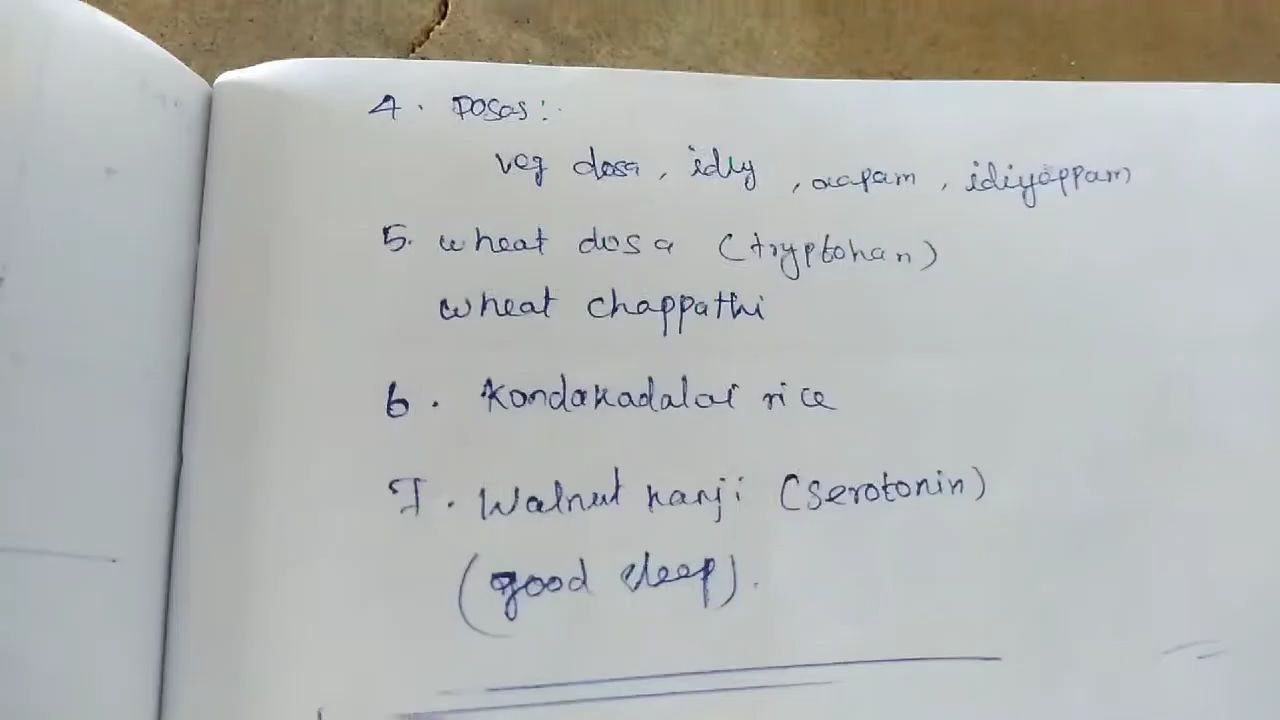 4. Dosas:
veg dosa, idly, aapam, idiyappam
5. wheat dosa (tryptohan)
wheat chappathi
6. Kondakadalai rice
7. Walnut kanji (serotonin)
(good sleep).